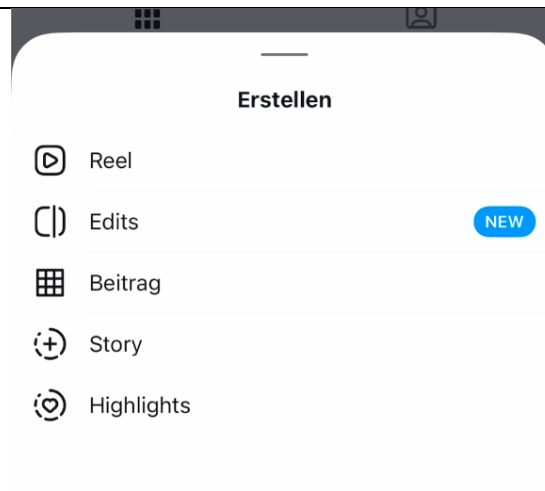 Erstellen
Reel
Edits NEW
Beitrag
Story
Highlights